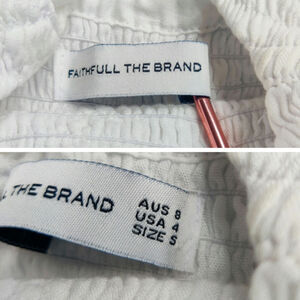 FAITHFULL THE BRAND
L THE BRAND
AUS 8
USA 4
SIZE S